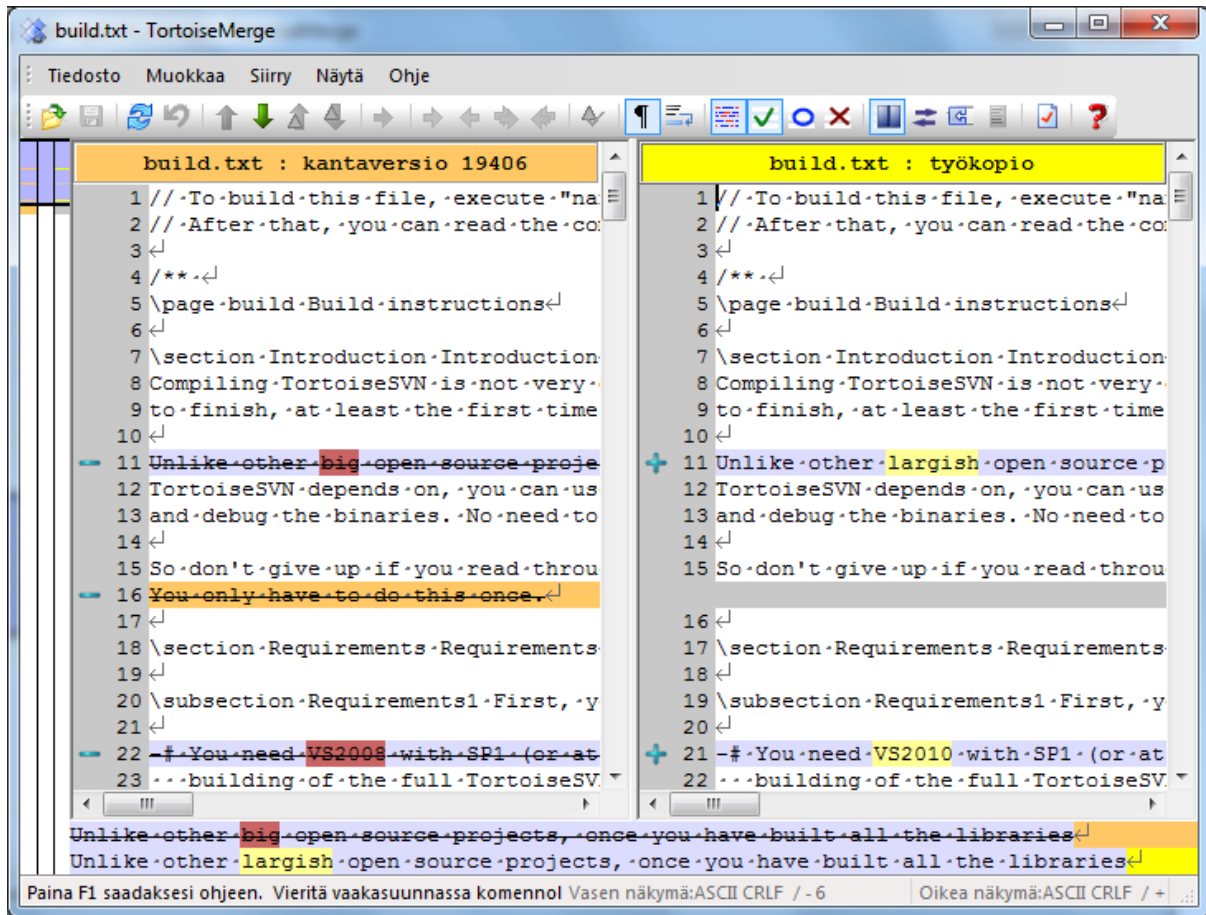 build.txt - TortoiseMerge
Tiedosto Muokkaa Siirry Näytä Ohje
build.txt : kantaversio 19406
1 // To build this file, execute "na
2 // After that, you can read the co
3
4 /**
5 \page build Build instructions
6
7 \section Introduction Introduction
8 Compiling TortoiseSVN is not very
9 to finish, at least the first time
10
11 Unlike other big open source proje
12 TortoiseSVN depends on, you can us
13 and debug the binaries. No need to
14
15 So don't give up if you read throu
16 You only have to do this once.
17
18 \section Requirements Requirements
19
20 \subsection Requirements1 First, y
21
22 -# You need VS2008 with SP1 (or at
23 building of the full TortoiseSV
build.txt : työkopio
1 // To build this file, execute "na
2 // After that, you can read the co
3
4 /**
5 \page build Build instructions
6
7 \section Introduction Introduction
8 Compiling TortoiseSVN is not very
9 to finish, at least the first time
10
11 Unlike other largish open source p
12 TortoiseSVN depends on, you can us
13 and debug the binaries. No need to
14
15 So don't give up if you read throu
16
17 \section Requirements Requirements
18
19 \subsection Requirements1 First, y
20
21 -# You need VS2010 with SP1 (or at
22 building of the full TortoiseSV
Unlike other big open source projects, once you have built all the libraries
Unlike other largish open source projects, once you have built all the libraries
Paina F1 saadaksesi ohjeen. Vieritä vaakasuunnassa komennol Vasen näkymä:ASCII CRLF / - 6 Oikea näkymä:ASCII CRLF / +